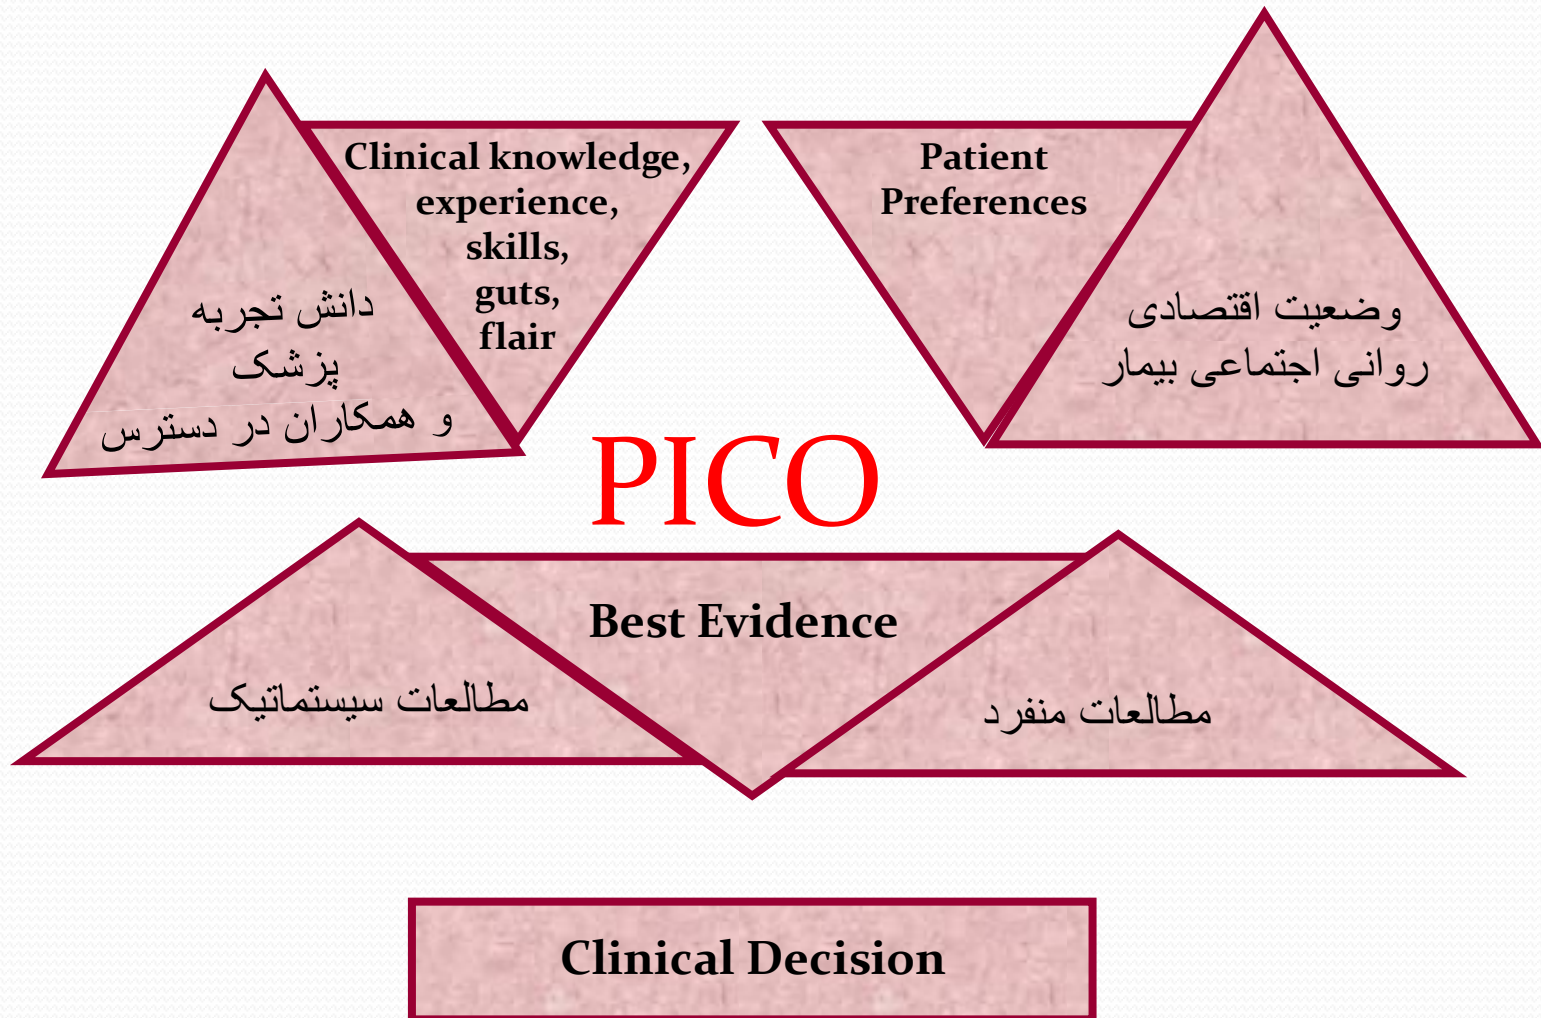 Clinical knowledge,
experience,
skills,
guts,
flair
Patient
Preferences
دانش تجربه
پزشک
و همکاران در دسترس
وضعیت اقتصادی
روانی اجتماعی بیمار
PICO
Best Evidence
مطالعات سیستماتیک
مطالعات منفرد
Clinical Decision